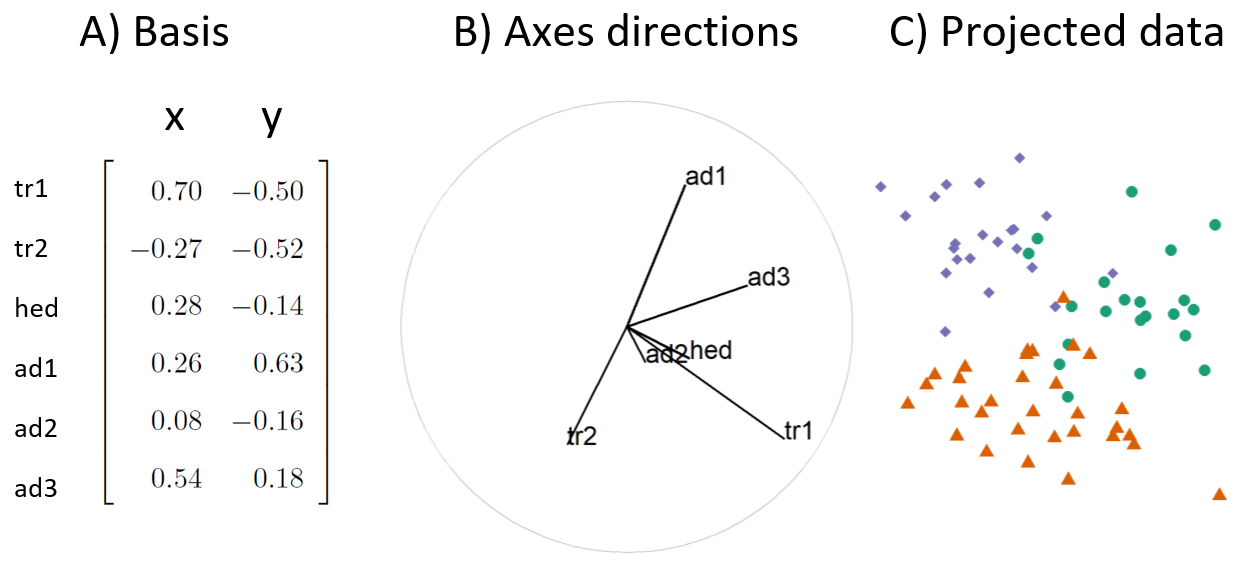 A) Basis
B) Axes directions
C) Projected data
x y
tr1 0.70 −0.50
tr2 −0.27 −0.52
hed 0.28 −0.14
ad1 0.26 0.63
ad2 0.08 −0.16
ad3 0.54 0.18
ad1
ad3
ad2 hed
tr2
tr1